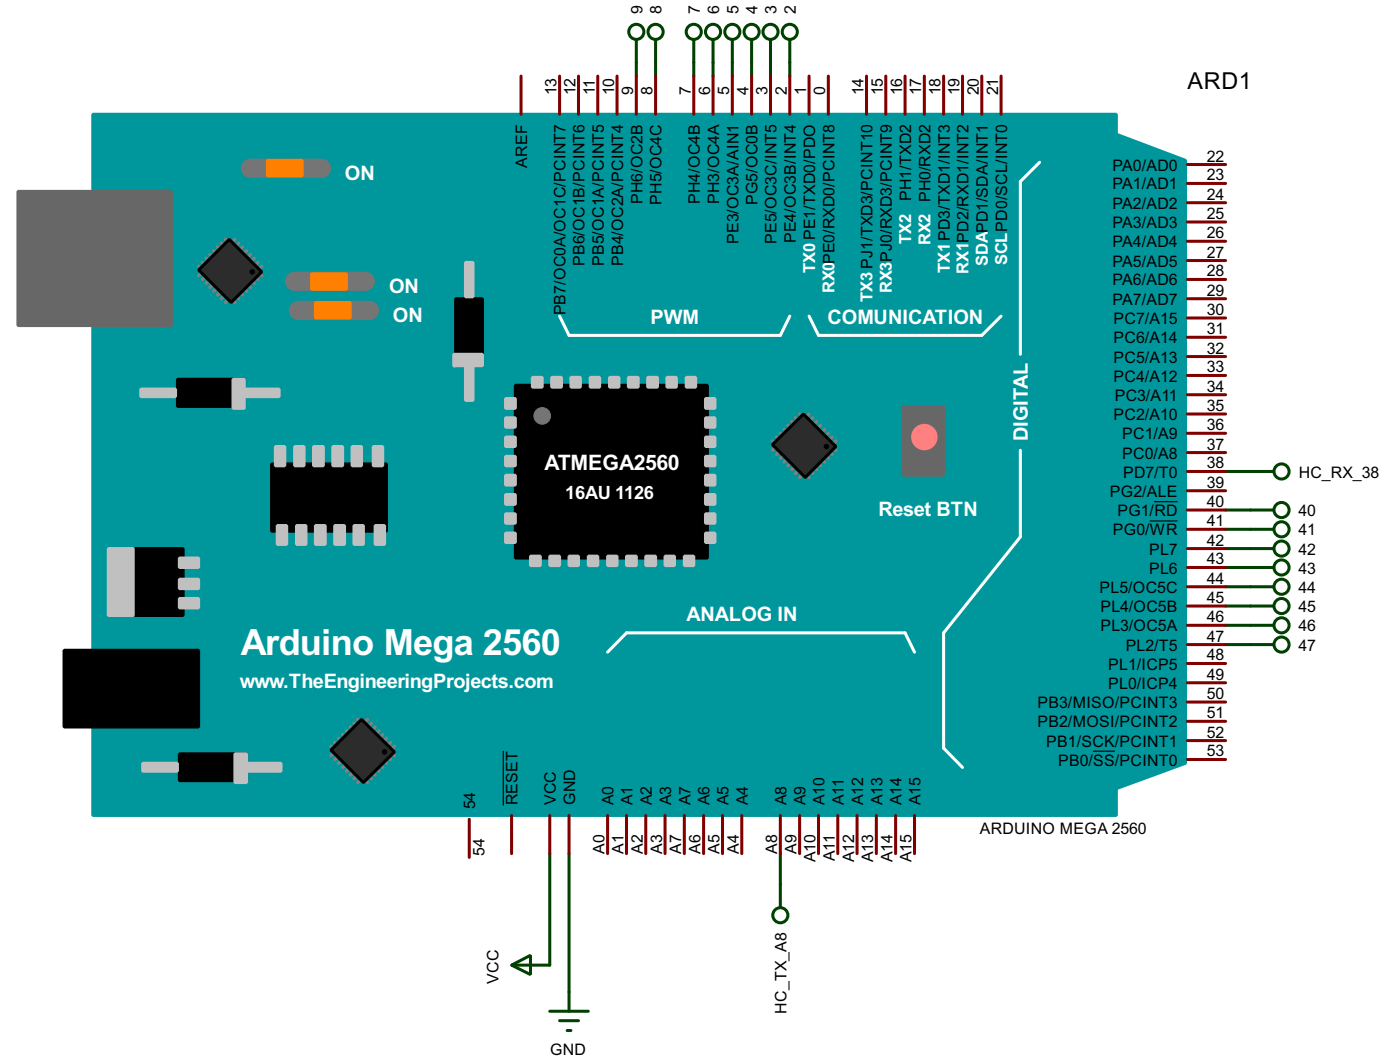 9
8
7
6
5
4
3
2
ARD1
13
12
11
10
9
8
7
6
5
4
3
2
1
0
14
15
16
17
18
19
20
21
AREF
PB7/OC0A/OC1C/PCINT7
PB6/OC1B/PCINT6
PB5/OC1A/PCINT5
PB4/OC2A/PCINT4
PH6/OC2B
PH5/OC4C
PH4/OC4B
PH3/OC4A
PE3/OC3A/AIN1
PG5/OC0B
PE5/OC3C/INT5
PE4/OC3B/INT4
TX0 PE1/TXD0/PDO
RX0PE0/RXD0/PCINT8
TX3 PJ1/TXD3/PCINT10
RX3PJ0/RXD3/PCINT9
TX2 PH1/TXD2
RX2 PH0/RXD2
TX1 PD3/TXD1/INT3
RX1PD2/RXD1/INT2
SDAPD1/SDA/INT1
SCLPD0/SCL/INT0
ON
ON
ON
PWM
COMUNICATION
DIGITAL
PA0/AD0 22
PA1/AD1 23
PA2/AD2 24
PA3/AD3 25
PA4/AD4 26
PA5/AD5 27
PA6/AD6 28
PA7/AD7 29
PC7/A15 30
PC6/A14 31
PC5/A13 32
PC4/A12 33
PC3/A11 34
PC2/A10 35
PC1/A9 36
PC0/A8 37
PD7/T0 38 HC_RX_38
PG2/ALE 39
PG1/RD 40 40
PG0/WR 41 41
PL7 42 42
PL6 43 43
PL5/OC5C 44 44
PL4/OC5B 45 45
PL3/OC5A 46 46
PL2/T5 47 47
PL1/ICP5 48
PL0/ICP4 49
PB3/MISO/PCINT3 50
PB2/MOSI/PCINT2 51
PB1/SCK/PCINT1 52
PB0/SS/PCINT0 53
ATMEGA2560
16AU 1126
Reset BTN
ANALOG IN
Arduino Mega 2560
www.TheEngineeringProjects.com
54
RESET
VCC
GND
A0
A1
A2
A3
A7
A6
A5
A4
A8
A9
A10
A11
A12
A13
A14
A15
ARDUINO MEGA 2560
54
A0
A1
A2
A3
A7
A6
A5
A4
A8
A9
A10
A11
A12
A13
A14
A15
VCC
HC_TX_A8
GND